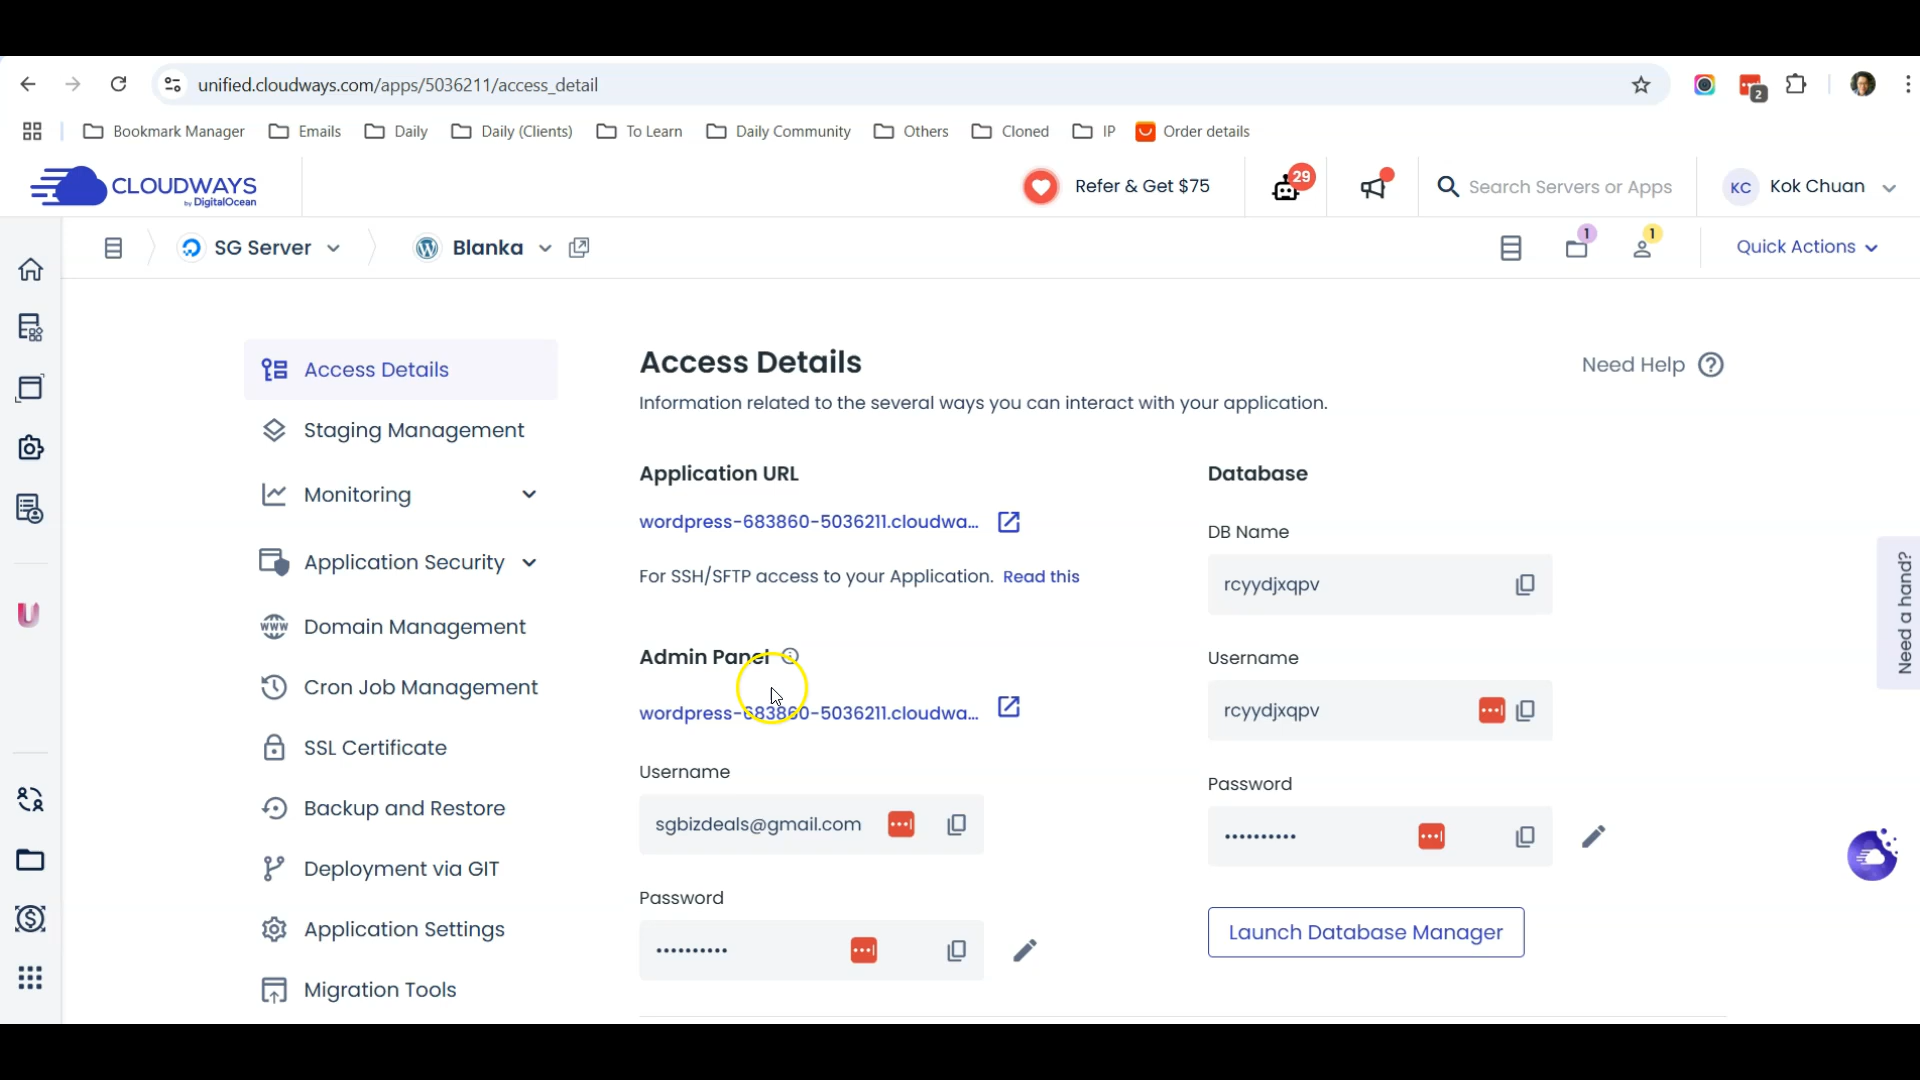 unified.cloudways.com/apps/5036211/access_detail
2
Bookmark Manager
Emails
Daily
Daily (Clients)
To Learn
Daily Community
Others
Cloned
IP
Order details
CLOUDWAYS
by DigitalOcean
Refer & Get $75
29
Search Servers or Apps
KC
Kok Chuan
SG Server
Blanka
1
1
Quick Actions
Access Details
Staging Management
Monitoring
Application Security
Domain Management
Cron Job Management
SSL Certificate
Backup and Restore
Deployment via GIT
Application Settings
Migration Tools
Access Details
Need Help
Information related to the several ways you can interact with your application.
Application URL
wordpress-683860-5036211.cloudwa...
For SSH/SFTP access to your Application. Read this
Admin Panel
wordpress-683860-5036211.cloudwa...
Username
sgbizdeals@gmail.com
Password
••••••••••
Database
DB Name
rcyydjxqpv
Username
rcyydjxqpv
Password
••••••••••
Launch Database Manager
Need a hand?